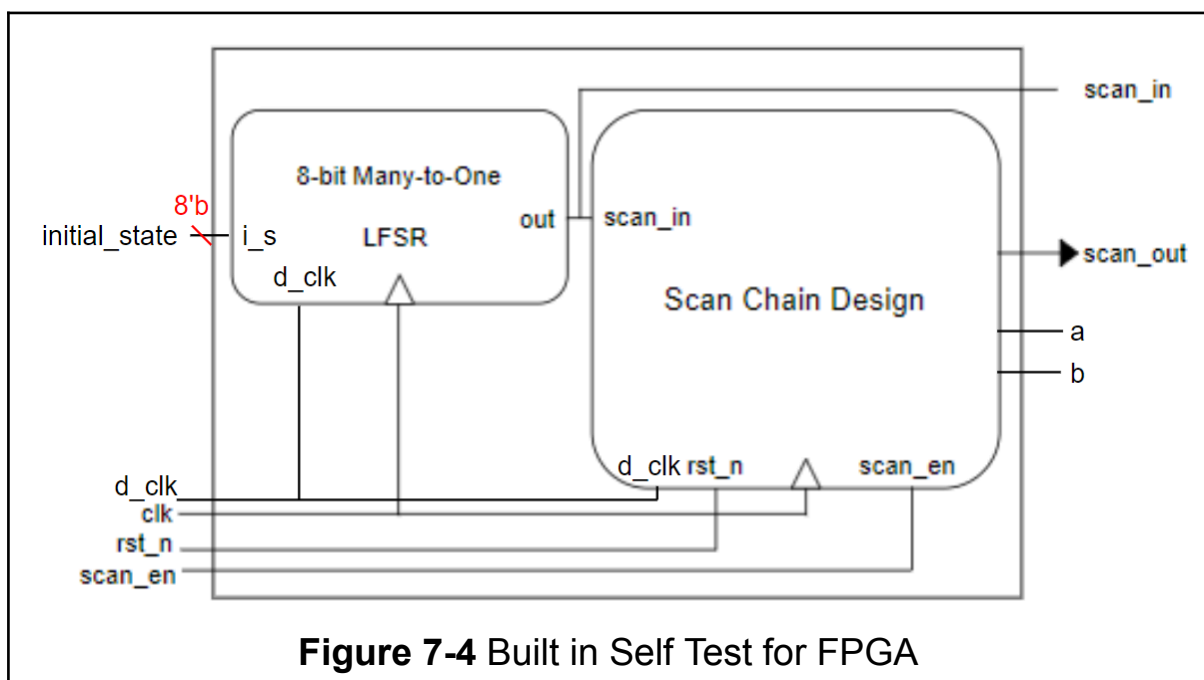 scan_in
8-bit Many-to-One
8'b
out
scan_in
initial_state
i_s
LFSR
d_clk
scan_out
Scan Chain Design
a
b
d_clk
rst_n
scan_en
d_clk
clk
rst_n
scan_en
Figure 7-4 Built in Self Test for FPGA